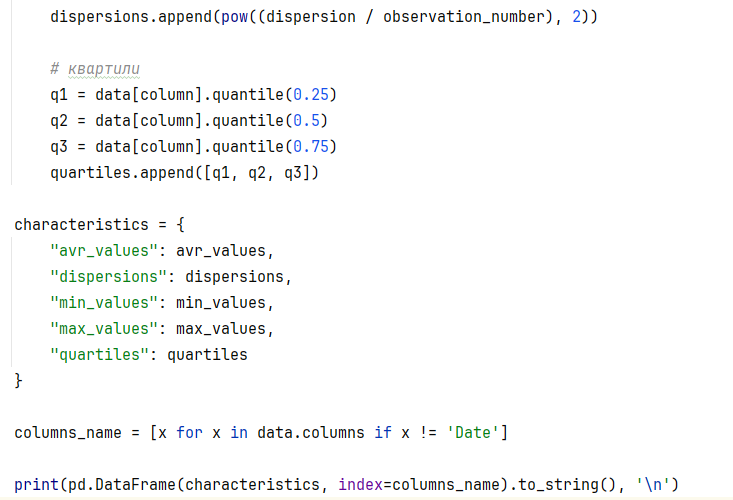 dispersions.append(pow((dispersion / observation_number), 2))
# квартили
q1 = data[column].quantile(0.25)
q2 = data[column].quantile(0.5)
q3 = data[column].quantile(0.75)
quartiles.append([q1, q2, q3])
characteristics = {
"avr_values": avr_values,
"dispersions": dispersions,
"min_values": min_values,
"max_values": max_values,
"quartiles": quartiles
}
columns_name = [x for x in data.columns if x != 'Date']
print(pd.DataFrame(characteristics, index=columns_name).to_string(), '\n')